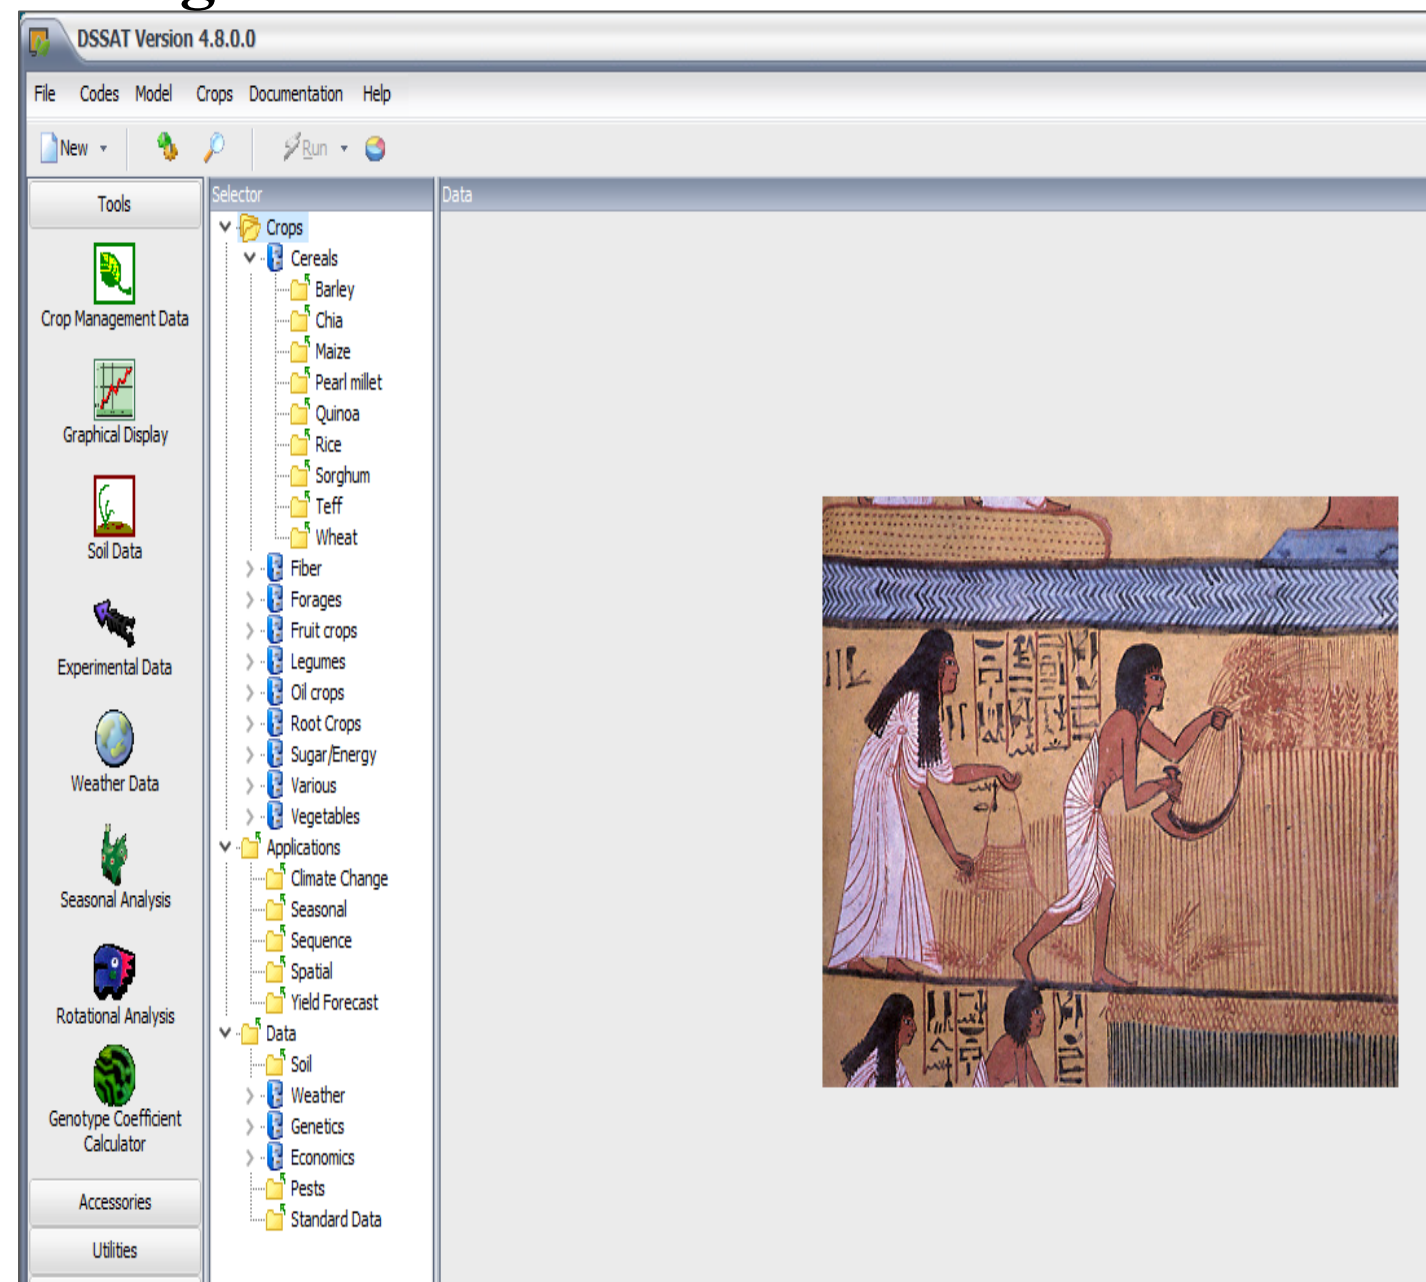 g
DSSAT Version 4.8.0.0
File Codes Model Crops Documentation Help
New Run
Tools
Crop Management Data
Graphical Display
Soil Data
Experimental Data
Weather Data
Seasonal Analysis
Rotational Analysis
Genotype Coefficient
Calculator
Accessories
Utilities
Selector
Crops
Cereals
Barley
Chia
Maize
Pearl millet
Quinoa
Rice
Sorghum
Teff
Wheat
Fiber
Forages
Fruit crops
Legumes
Oil crops
Root Crops
Sugar/Energy
Various
Vegetables
Applications
Climate Change
Seasonal
Sequence
Spatial
Yield Forecast
Data
Soil
Weather
Genetics
Economics
Pests
Standard Data
Data